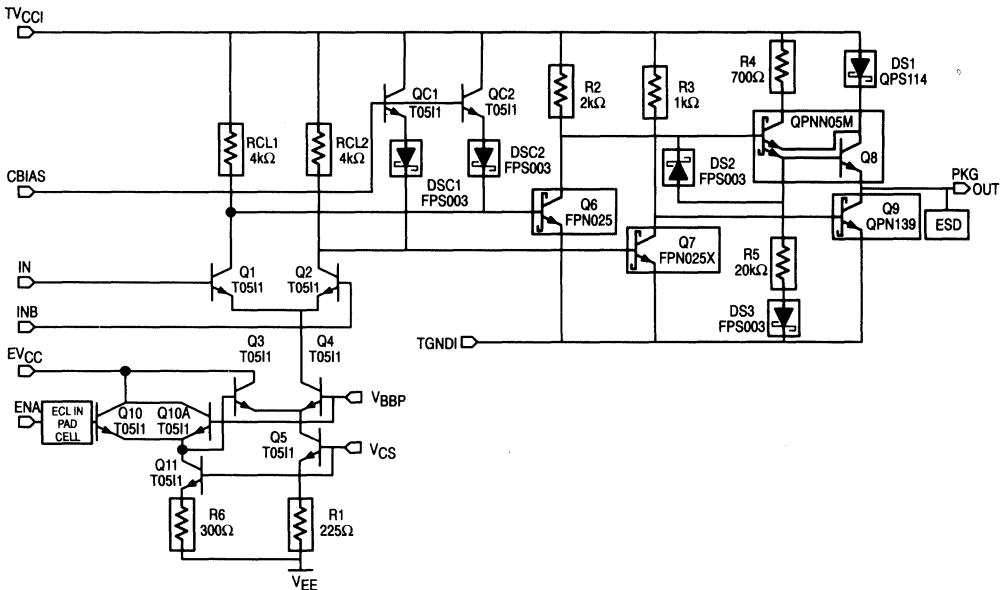 TVCCI
R4
700Ω
DS1
QPS114
QC1
T05I1
QC2
T05I1
R2
2kΩ
R3
1kΩ
QPNN05M
RCL1
4kΩ
RCL2
4kΩ
DSC2
FPS003
DS2
FPS003
Q8
CBIAS
DSC1
FPS003
PKG
OUT
Q6
FPN025
Q9
QPN139
ESD
Q7
FPN025X
R5
20kΩ
IN
Q1
T05I1
Q2
T05I1
INB
DS3
FPS003
TGNDI
Q3
T05I1
Q4
T05I1
EVCC
VBBP
ENA
ECL IN
PAD
CELL
Q10
T05I1
Q10A
T05I1
Q5
T05I1
VCS
Q11
T05I1
R6
300Ω
R1
225Ω
VEE